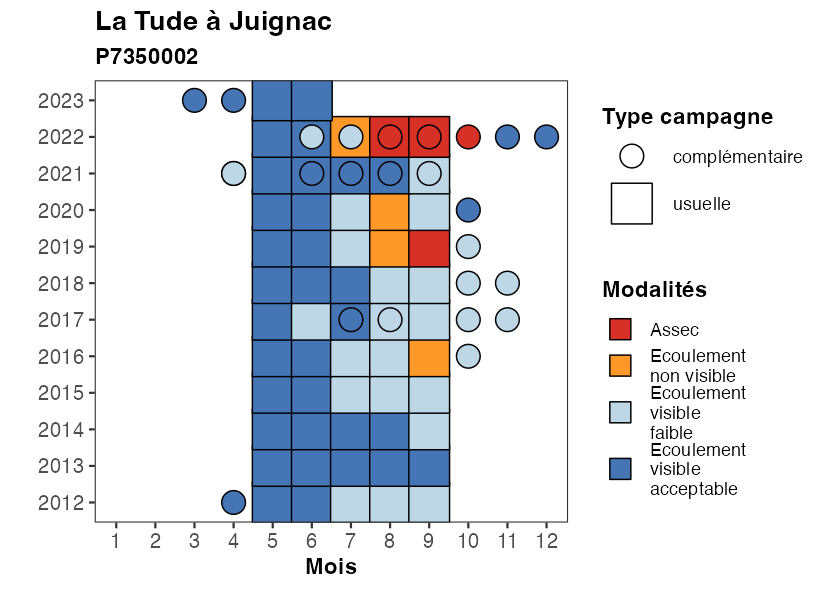 La Tude à Juignac
P7350002
2023
2022
2021
2020
2019
2018
2017
2016
2015
2014
2013
2012
1 2 3 4 5 6 7 8 9 10 11 12
Mois
Type campagne
complémentaire
usuelle
Modalités
Assec
Ecoulement
non visible
Ecoulement
visible
faible
Ecoulement
visible
acceptable